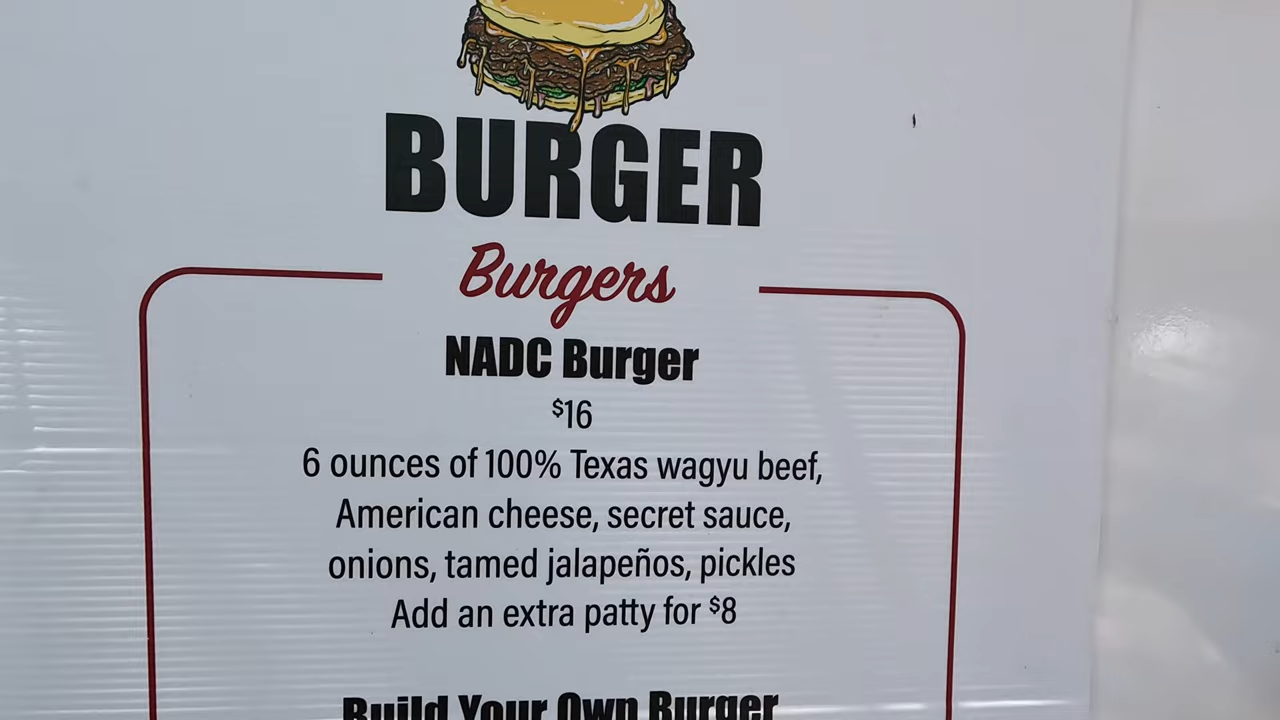 BURGER
Burgers
NADC Burger
$16
6 ounces of 100% Texas wagyu beef,
American cheese, secret sauce,
onions, tamed jalapeños, pickles
Add an extra patty for $8
Build Your Own Burger